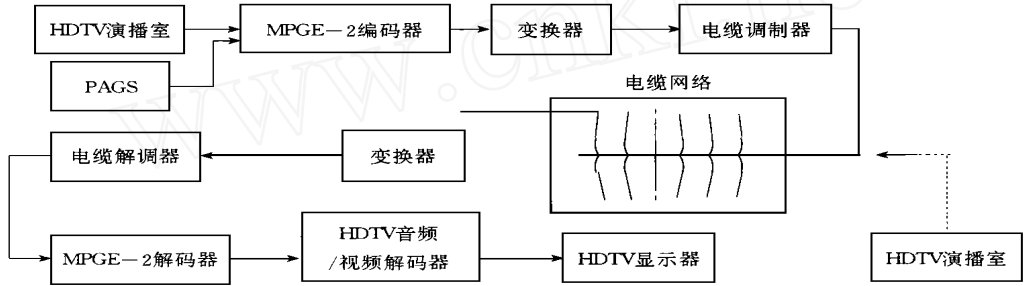 HDTV演播室
MPGE-2编码器
变换器
电缆调制器
PAGS
电缆网络
电缆解调器
变换器
MPGE-2解码器
HDTV音频
/视频解码器
HDTV显示器
HDTV演播室